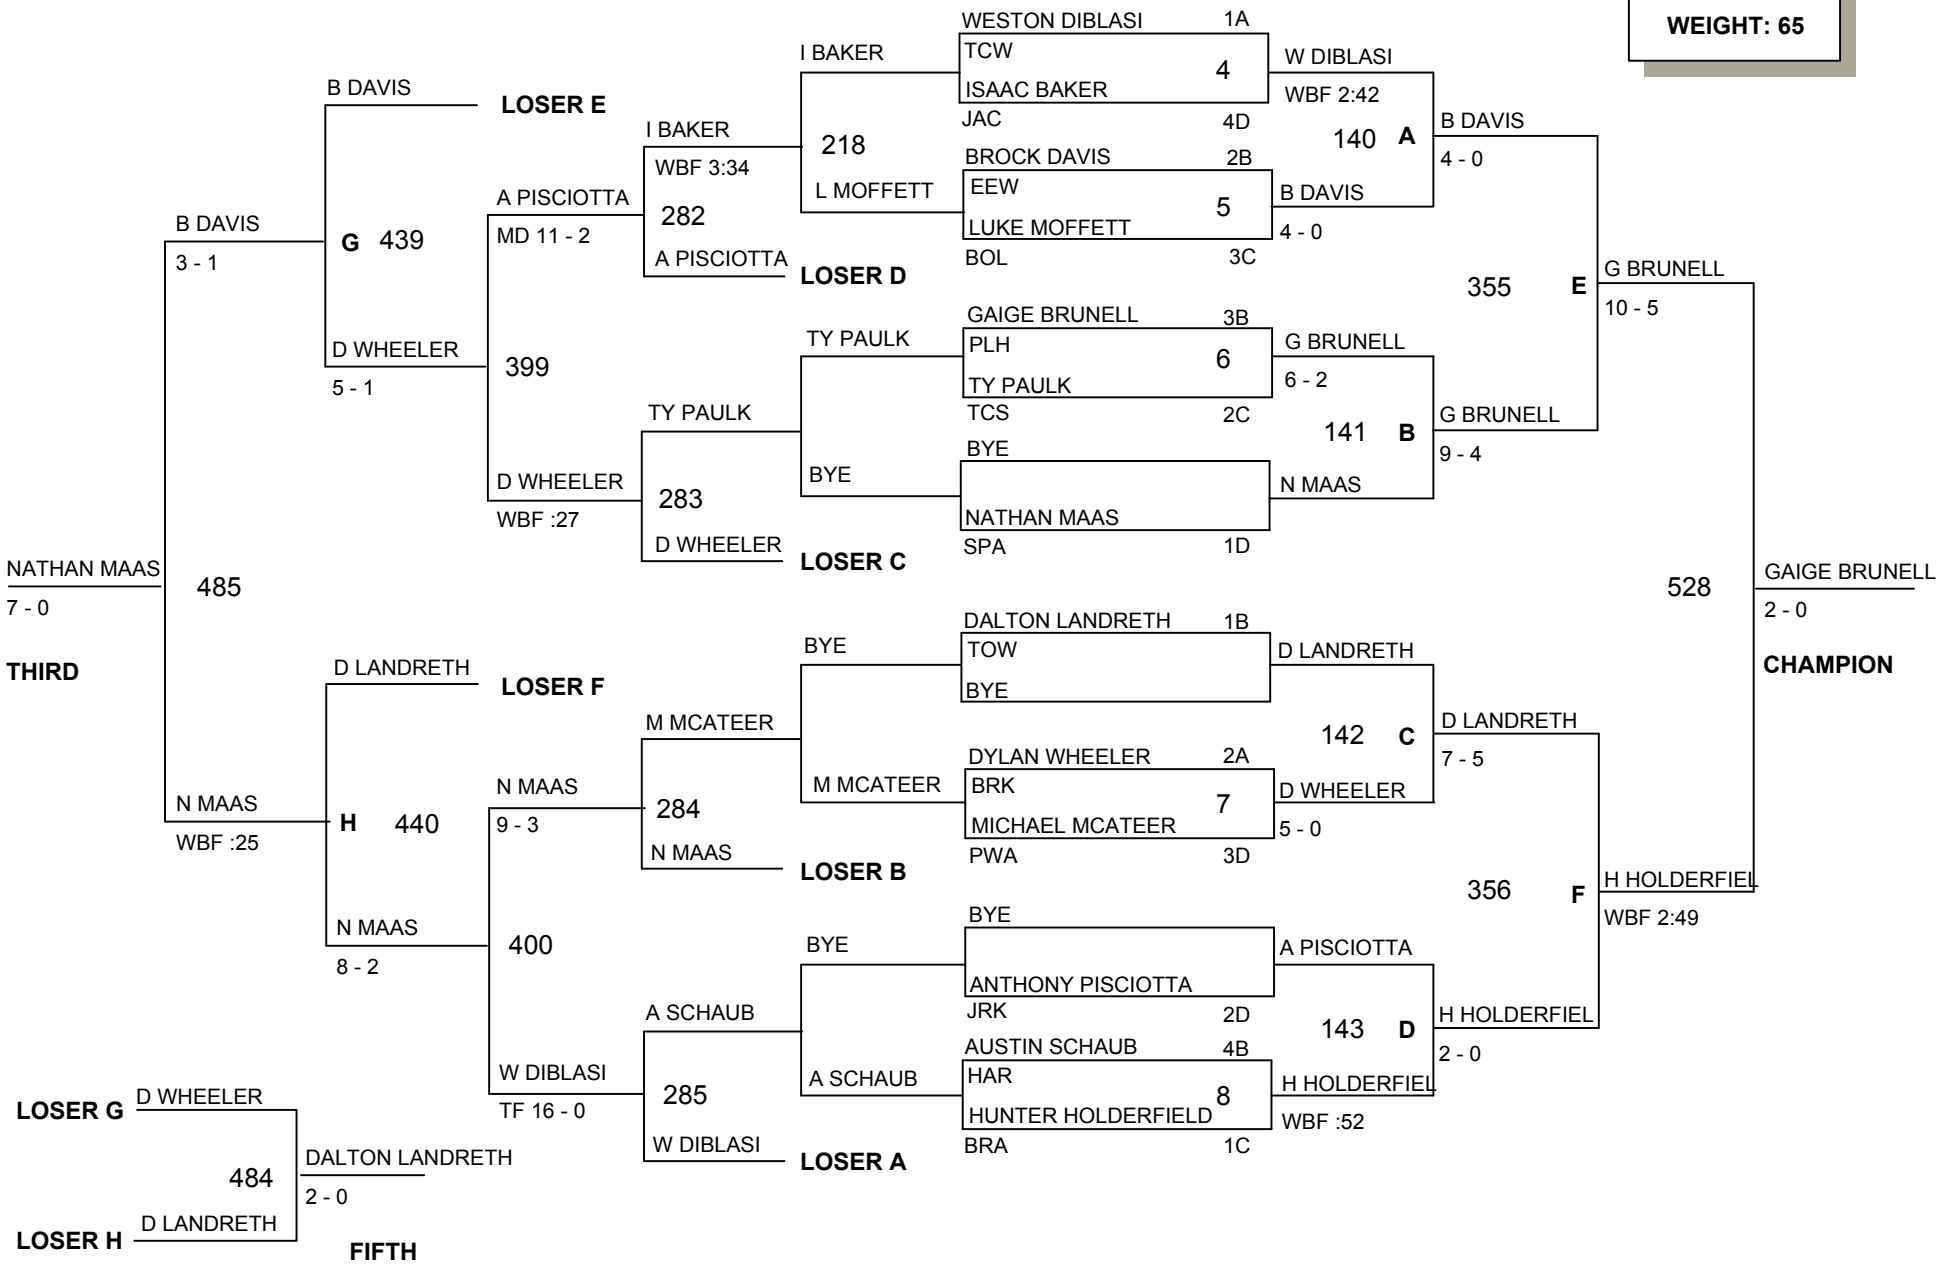 WEIGHT: 65
WESTON DIBLASI 1A
TCW
4
ISAAC BAKER
JAC 4D
BROCK DAVIS 2B
EEW
5
LUKE MOFFETT
BOL 3C
GAIGE BRUNELL 3B
PLH
6
TY PAULK
TCS 2C
BYE
NATHAN MAAS
SPA 1D
DALTON LANDRETH 1B
TOW
BYE
DYLAN WHEELER 2A
BRK
7
MICHAEL MCATEER
PWA 3D
BYE
ANTHONY PISCIOTTA
JRK 2D
AUSTIN SCHAUB 4B
HAR
8
HUNTER HOLDERFIELD
BRA 1C
W DIBLASI
WBF 2:42
140 A
B DAVIS
4 - 0
G BRUNELL
6 - 2
141 B
N MAAS
D LANDRETH
142 C
D WHEELER
5 - 0
A PISCIOTTA
143 D
H HOLDERFIEL
WBF :52
B DAVIS
4 - 0
355 E
G BRUNELL
9 - 4
D LANDRETH
7 - 5
356 F
H HOLDERFIEL
2 - 0
G BRUNELL
10 - 5
528
H HOLDERFIEL
WBF 2:49
GAIGE BRUNELL
2 - 0
CHAMPION
I BAKER
218
L MOFFETT
TY PAULK
BYE
BYE
M MCATEER
BYE
A SCHAUB
I BAKER
WBF 3:34
282
A PISCIOTTA
LOSER D
TY PAULK
283
D WHEELER
LOSER C
M MCATEER
284
N MAAS
LOSER B
A SCHAUB
285
W DIBLASI
LOSER A
A PISCIOTTA
MD 11 - 2
399
D WHEELER
WBF :27
N MAAS
9 - 3
400
W DIBLASI
TF 16 - 0
B DAVIS
LOSER E
G 439
D WHEELER
5 - 1
D LANDRETH
LOSER F
H 440
N MAAS
8 - 2
B DAVIS
3 - 1
485
N MAAS
WBF :25
NATHAN MAAS
7 - 0
THIRD
LOSER G D WHEELER
484
LOSER H D LANDRETH
DALTON LANDRETH
2 - 0
FIFTH